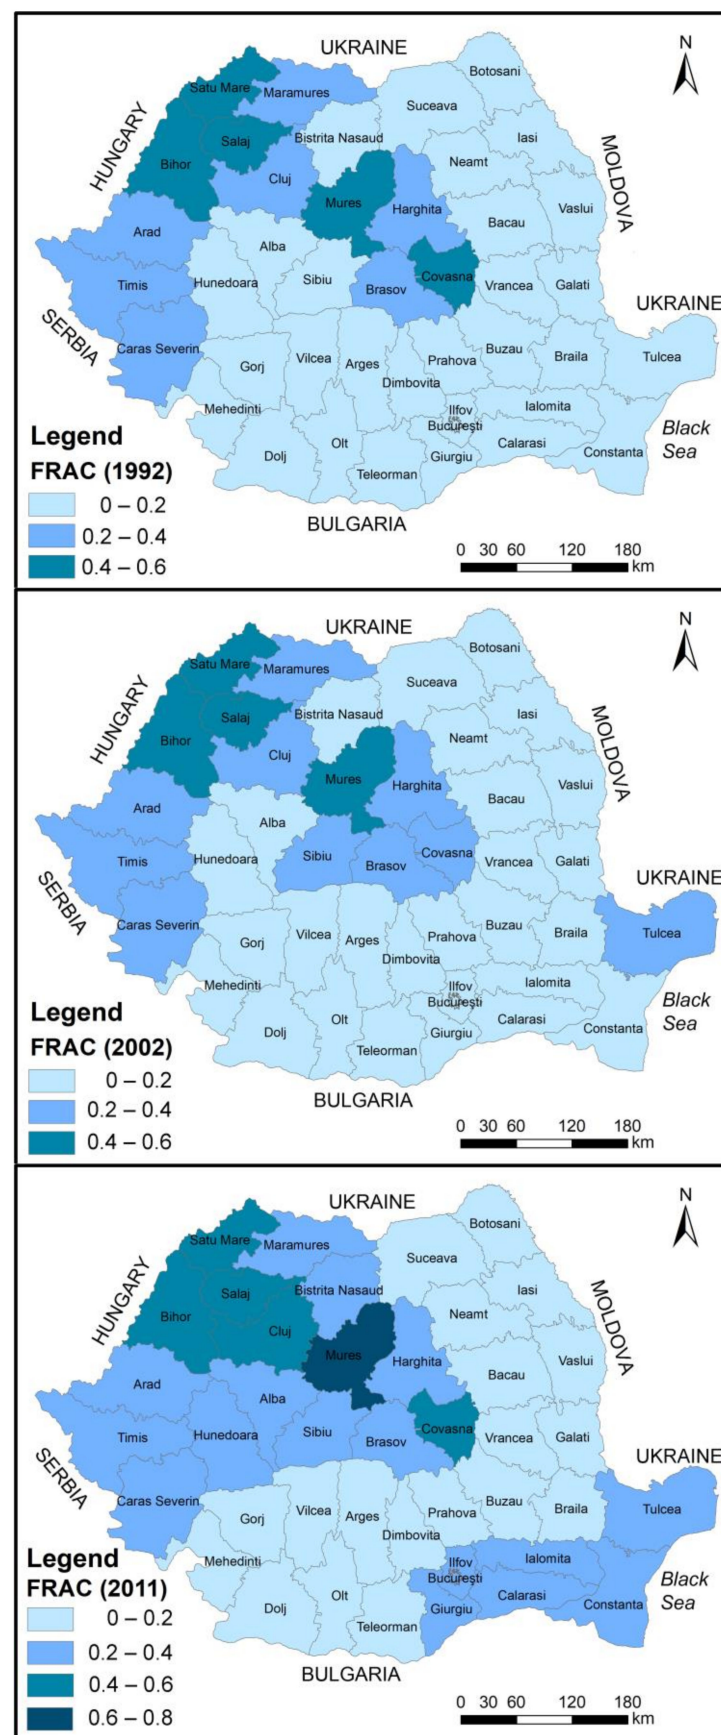 UKRAINE
N
Botosani
Satu Mare
Maramures
Suceava
HUNGARY
Salaj
Bistrita Nasaud
Iasi
MOLDOVA
Bihor
Cluj
Neamt
Mures
Harghita
Vaslui
Arad
Alba
Bacau
Timis
Hunedoara
Sibiu
Brasov
Covasna
Vrancea
Galati
UKRAINE
SERBIA
Caras Severin
Gorj
Vilcea
Arges
Prahova
Buzau
Braila
Tulcea
Dimbovita
Mehedinti
Ilfov
Ialomita
Bucureşti
Black
Sea
Legend
Dolj
Olt
Teleorman
Giurgiu
Calarasi
Constanta
FRAC (1992)
0 – 0.2
0.2 – 0.4
0.4 – 0.6
BULGARIA
0 30 60 120 180
km
UKRAINE
N
Botosani
Satu Mare
Maramures
Suceava
HUNGARY
Salaj
Bistrita Nasaud
Iasi
MOLDOVA
Bihor
Cluj
Neamt
Mures
Harghita
Vaslui
Arad
Alba
Bacau
Timis
Hunedoara
Sibiu
Brasov
Covasna
Vrancea
Galati
UKRAINE
SERBIA
Caras Severin
Gorj
Vilcea
Arges
Prahova
Buzau
Braila
Tulcea
Dimbovita
Mehedinti
Ilfov
Ialomita
Bucureşti
Black
Sea
Legend
Dolj
Olt
Teleorman
Giurgiu
Calarasi
Constanta
FRAC (2002)
0 – 0.2
0.2 – 0.4
0.4 – 0.6
BULGARIA
0 30 60 120 180
km
UKRAINE
N
Botosani
Satu Mare
Maramures
Suceava
HUNGARY
Salaj
Bistrita Nasaud
Iasi
MOLDOVA
Bihor
Cluj
Neamt
Mures
Harghita
Vaslui
Arad
Alba
Bacau
Timis
Hunedoara
Sibiu
Brasov
Covasna
Vrancea
Galati
UKRAINE
SERBIA
Caras Severin
Gorj
Vilcea
Arges
Prahova
Buzau
Braila
Tulcea
Dimbovita
Mehedinti
Ilfov
Ialomita
Bucureşti
Black
Sea
Legend
Dolj
Olt
Teleorman
Giurgiu
Calarasi
Constanta
FRAC (2011)
0 – 0.2
0.2 – 0.4
0.4 – 0.6
0.6 – 0.8
BULGARIA
0 30 60 120 180
km